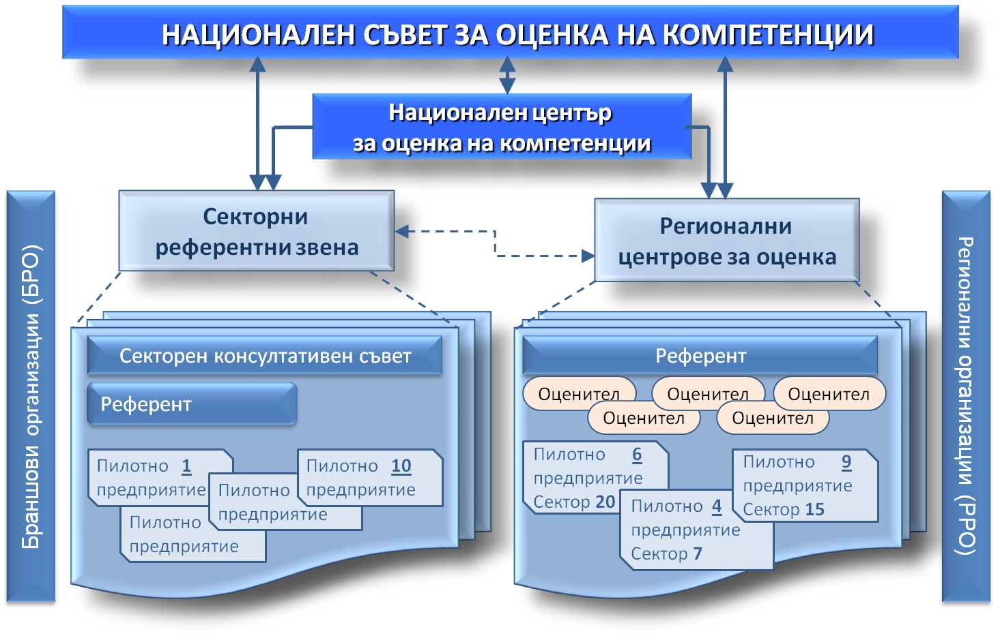 НАЦИОНАЛЕН СЪВЕТ ЗА ОЦЕНКА НА КОМПЕТЕНЦИИ
Национален център
за оценка на компетенции
Браншови организации (БРО)
Секторни
референтни звена
Регионални
центрове за оценка
Регионални организации (РРО)
Секторен консултативен съвет
Референт
Пилотно 1
предприятие
Пилотно
предприятие
Пилотно
предприятие
Пилотно 10
предприятие
Референт
Оценител
Оценител
Оценител
Оценител
Оценител
Пилотно 6
предприятие
Сектор 20
Пилотно 4
предприятие
Сектор 7
Пилотно 9
предприятие
Сектор 15